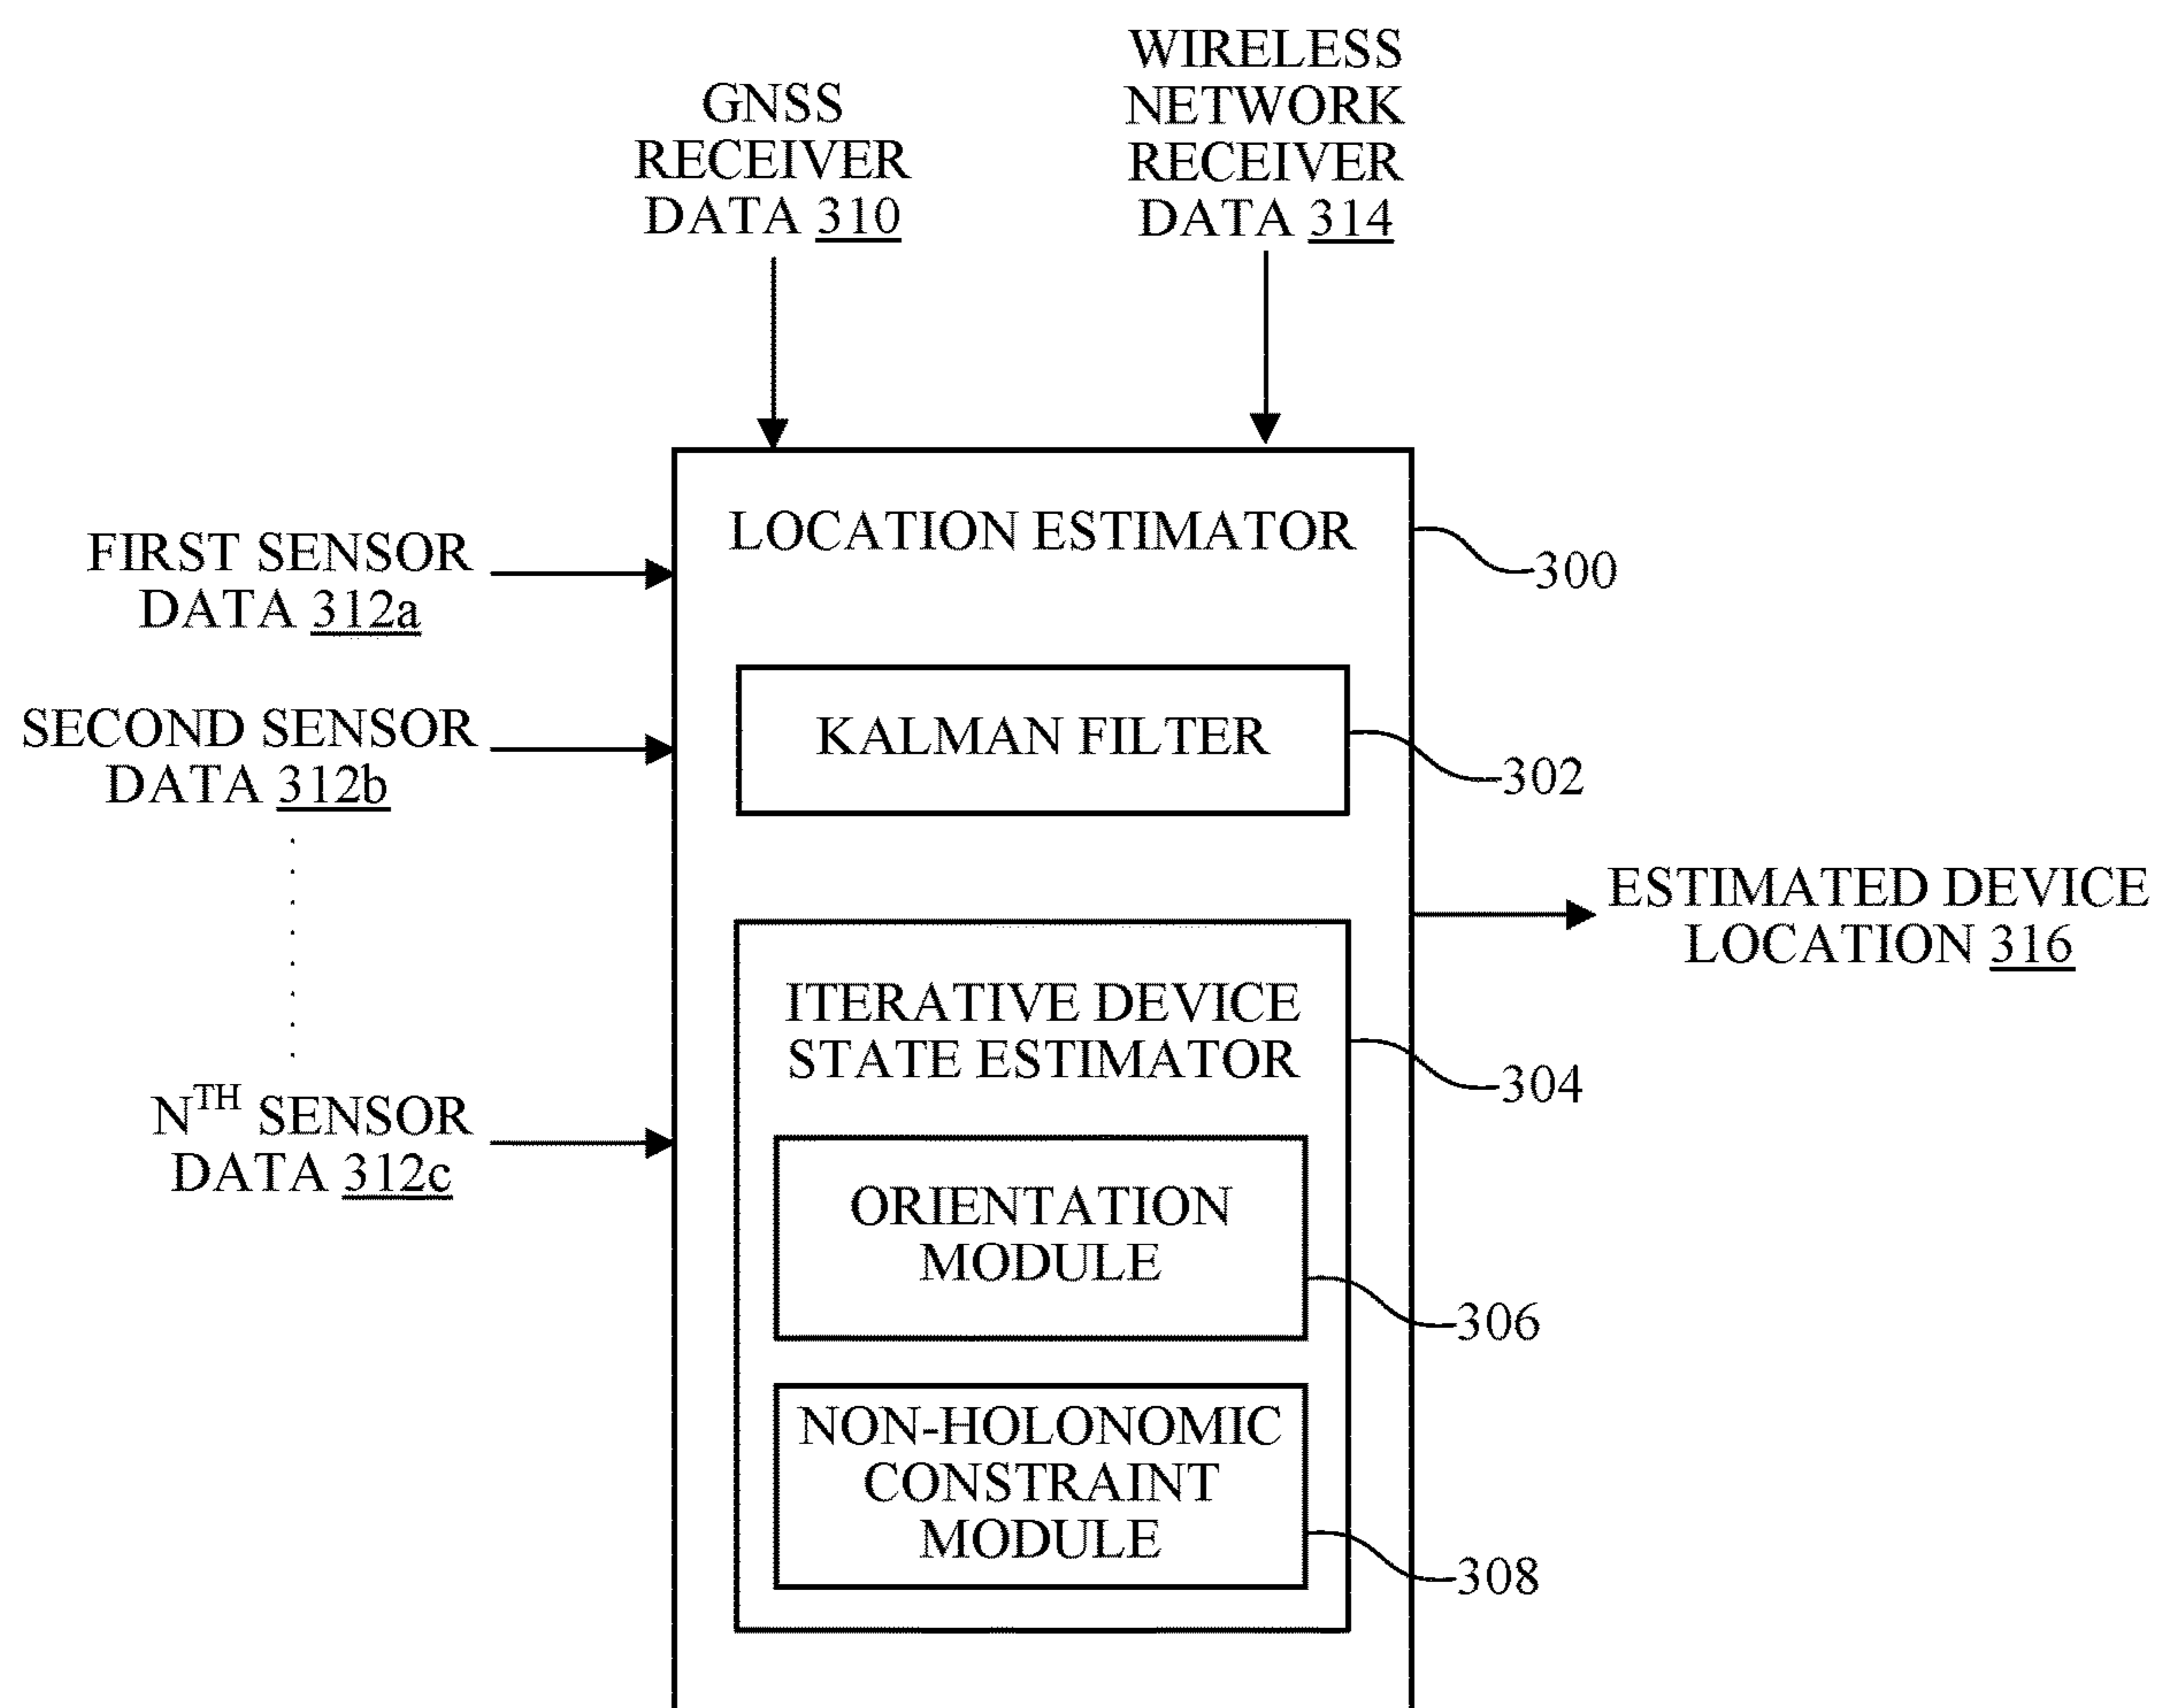 GNSS
RECEIVER
DATA 310
WIRELESS
NETWORK
RECEIVER
DATA 314
FIRST SENSOR
DATA 312a
SECOND SENSOR
DATA 312b
NTH SENSOR
DATA 312c
LOCATION ESTIMATOR
300
KALMAN FILTER
302
ITERATIVE DEVICE
STATE ESTIMATOR
304
ORIENTATION
MODULE
306
NON-HOLONOMIC
CONSTRAINT
MODULE
308
ESTIMATED DEVICE
LOCATION 316